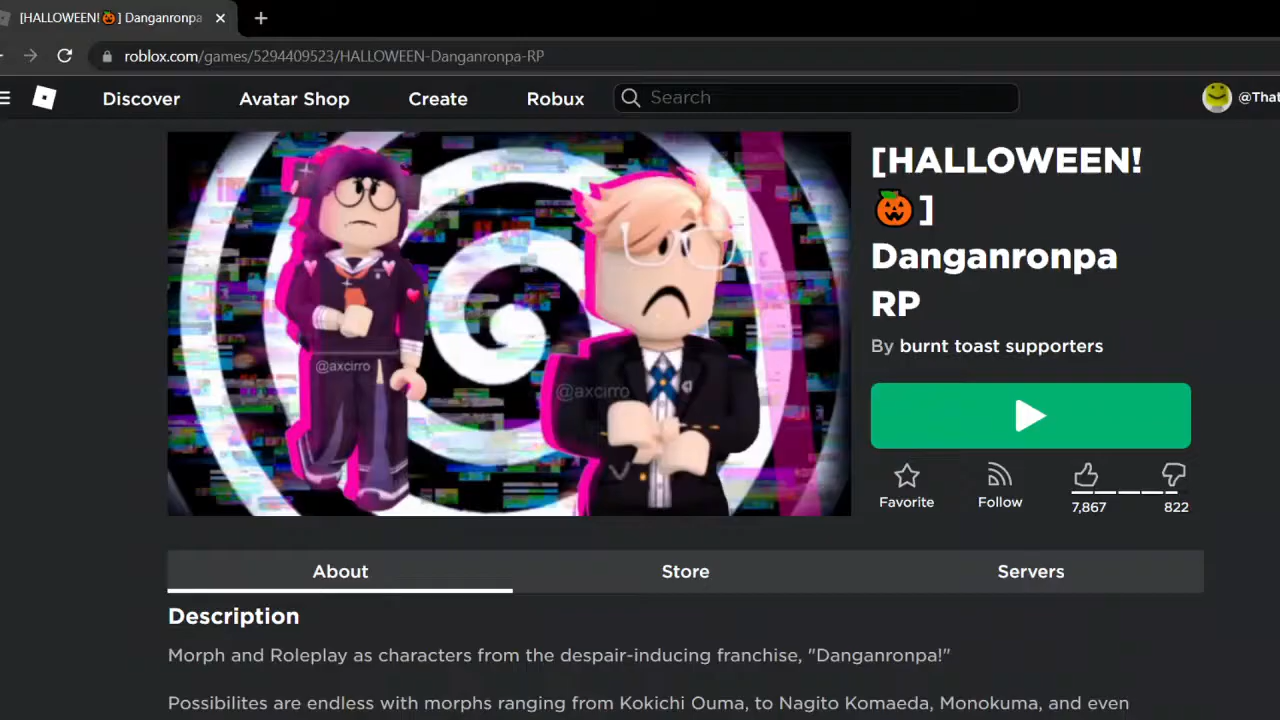 [HALLOWEEN!🎃] Danganronpa
roblox.com/games/5294409523/HALLOWEEN-Danganronpa-RP
Discover Avatar Shop Create Robux Search @That
[HALLOWEEN!
🎃]
Danganronpa
RP
By burnt toast supporters
@axcirro
@axcirro
Favorite Follow
7,867 822
About Store Servers
Description
Morph and Roleplay as characters from the despair-inducing franchise, "Danganronpa!"
Possibilites are endless with morphs ranging from Kokichi Ouma, to Nagito Komaeda, Monokuma, and even